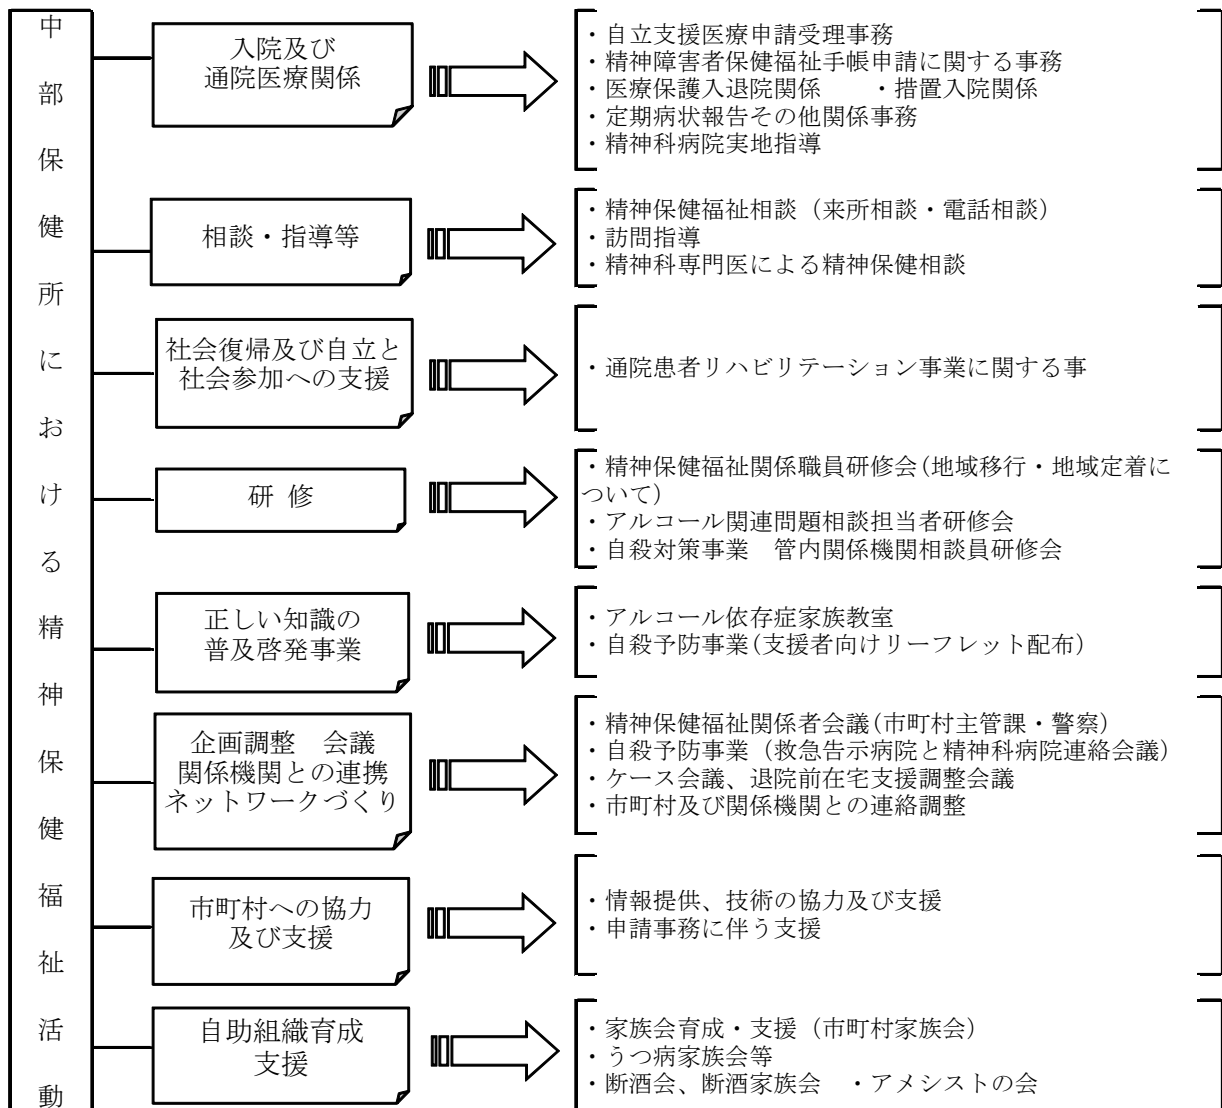 中部保健所における精神保健福祉活動
入院及び
通院医療関係
・自立支援医療申請受理事務
・精神障害者保健福祉手帳申請に関する事務
・医療保護入退院関係　　・措置入院関係
・定期病状報告その他関係事務
・精神科病院実地指導
相談・指導等
・精神保健福祉相談（来所相談・電話相談）
・訪問指導
・精神科専門医による精神保健相談
社会復帰及び自立と
社会参加への支援
・通院患者リハビリテーション事業に関する事
研 修
・精神保健福祉関係職員研修会(地域移行・地域定着に
ついて)
・アルコール関連問題相談担当者研修会
・自殺対策事業　管内関係機関相談員研修会
正しい知識の
普及啓発事業
・アルコール依存症家族教室
・自殺予防事業(支援者向けリーフレット配布)
企画調整　会議
関係機関との連携
ネットワークづくり
・精神保健福祉関係者会議(市町村主管課・警察)
・自殺予防事業（救急告示病院と精神科病院連絡会議）
・ケース会議、退院前在宅支援調整会議
・市町村及び関係機関との連絡調整
市町村への協力
及び支援
・情報提供、技術の協力及び支援
・申請事務に伴う支援
自助組織育成
支援
・家族会育成・支援（市町村家族会）
・うつ病家族会等
・断酒会、断酒家族会　・アメシストの会